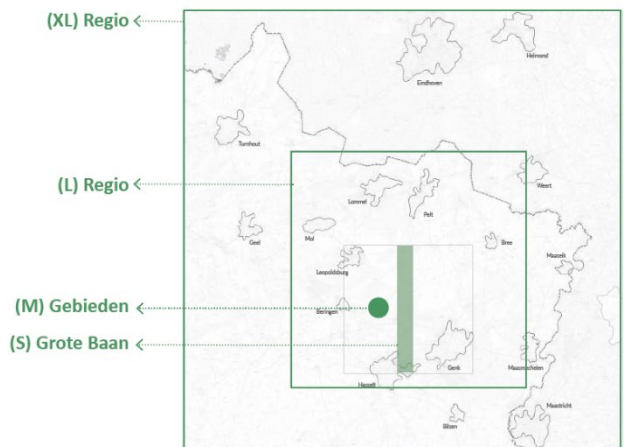 (XL) Regio
Helmond
Eindhoven
Turnhout
(L) Regio
Weert
Lommel
Pelt
Geel
Mol
Bree
Maaseik
Leopoldsburg
(M) Gebieden
Beringen
(S) Grote Baan
Genk
Maasmechelen
Hasselt
Maastricht
Bilzen